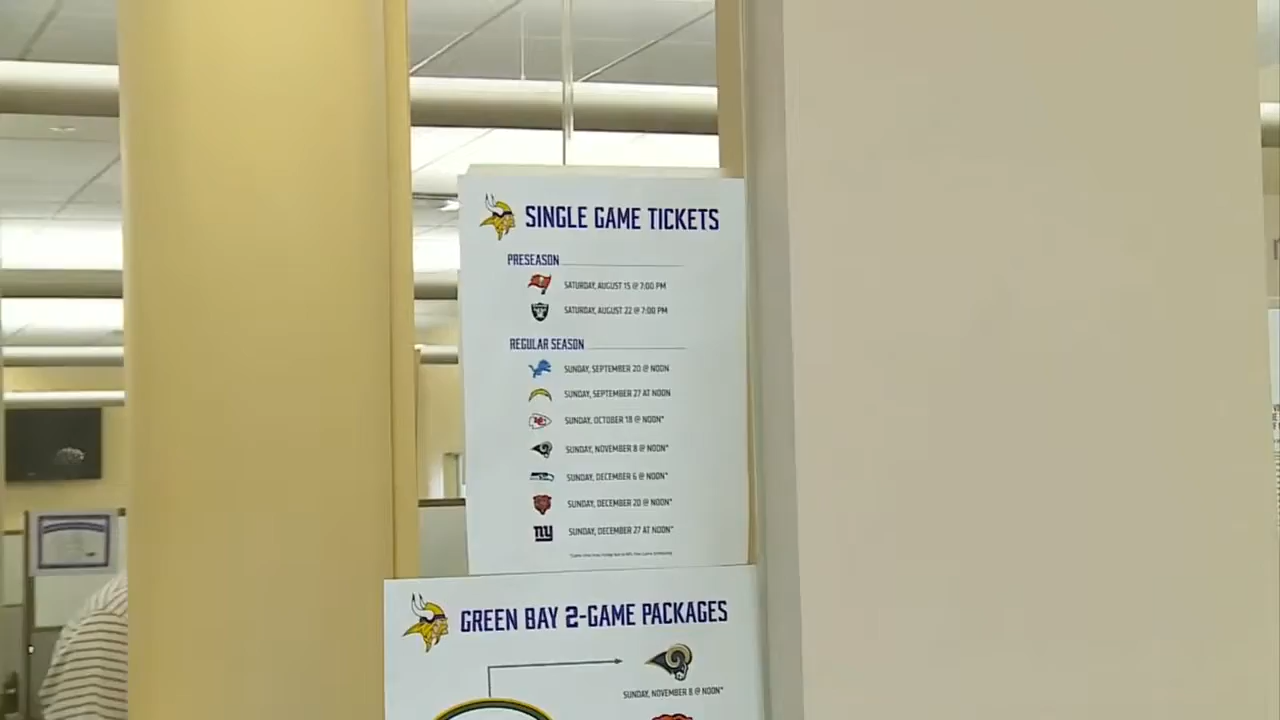 SINGLE GAME TICKETS
PRESEASON
SATURDAY, AUGUST 15 @ 7:00 PM
SATURDAY, AUGUST 22 @ 7:00 PM
REGULAR SEASON
SUNDAY, SEPTEMBER 20 @ NOON
SUNDAY, SEPTEMBER 27 AT NOON
SUNDAY, OCTOBER 18 @ NOON*
SUNDAY, NOVEMBER 8 @ NOON*
SUNDAY, DECEMBER 6 @ NOON*
SUNDAY, DECEMBER 20 @ NOON*
ny
SUNDAY, DECEMBER 27 AT NOON*
GREEN BAY 2-GAME PACKAGES
SUNDAY, NOVEMBER 8 @ NOON*